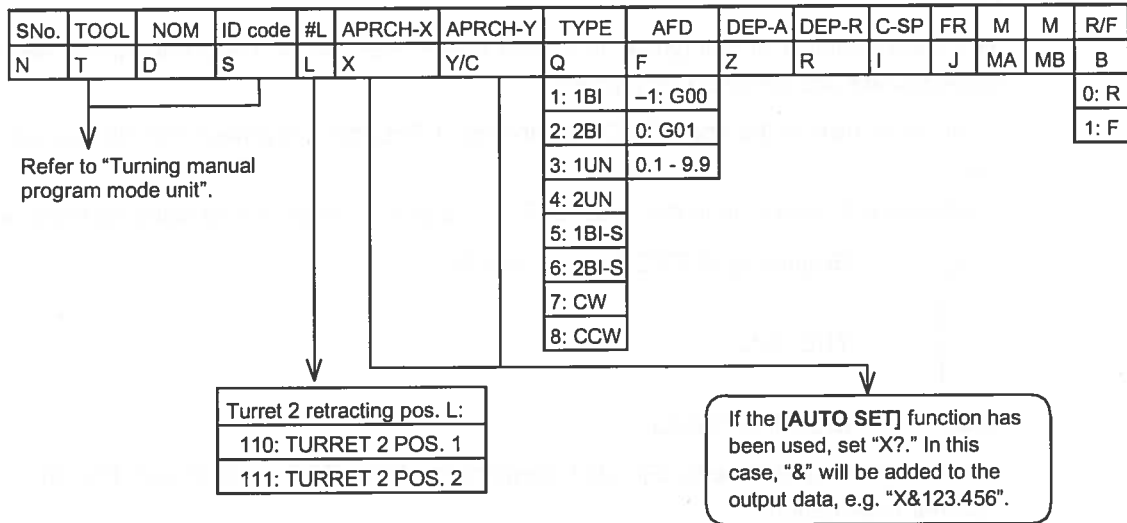 SNo. TOOL NOM ID code #L APRCH-X APRCH-Y TYPE AFD DEP-A DEP-R C-SP FR M M R/F
N T D S L X Y/C Q F Z R I J MA MB B
1: 1BI –1: G00 0: R
2: 2BI 0: G01 1: F
3: 1UN 0.1 - 9.9
4: 2UN
5: 1BI-S
6: 2BI-S
7: CW
8: CCW
Refer to “Turning manual
program mode unit”.
Turret 2 retracting pos. L:
110: TURRET 2 POS. 1
111: TURRET 2 POS. 2
If the [AUTO SET] function has
been used, set “X?.” In this
case, “&” will be added to the
output data, e.g. “X&123.456”.